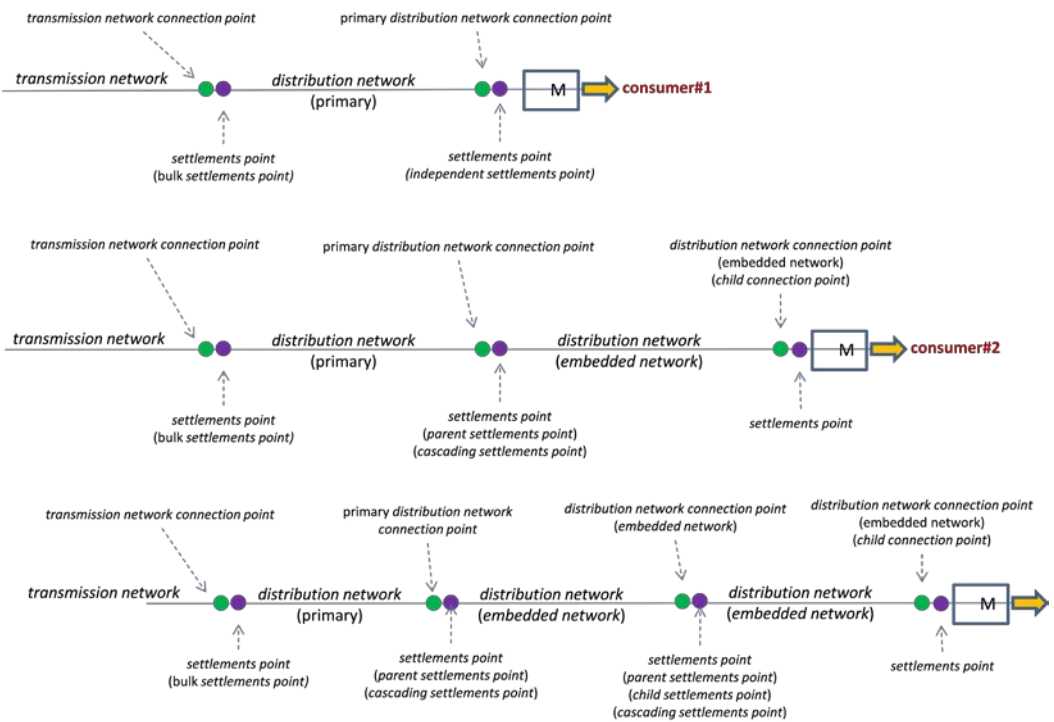 transmission network connection point
primary distribution network connection point
transmission network
distribution network
(primary)
M
consumer#1
settlements point
(bulk settlements point)
settlements point
(independent settlements point)
transmission network connection point
primary distribution network connection point
distribution network connection point
(embedded network)
(child connection point)
transmission network
distribution network
(primary)
distribution network
(embedded network)
M
consumer#2
settlements point
(bulk settlements point)
settlements point
(parent settlements point)
(cascading settlements point)
settlements point
transmission network connection point
primary distribution network
connection point
distribution network connection point
(embedded network)
distribution network connection point
(embedded network)
(child connection point)
transmission network
distribution network
(primary)
distribution network
(embedded network)
distribution network
(embedded network)
M
settlements point
(bulk settlements point)
settlements point
(parent settlements point)
(cascading settlements point)
settlements point
(parent settlements point)
(child settlements point)
(cascading settlements point)
settlements point